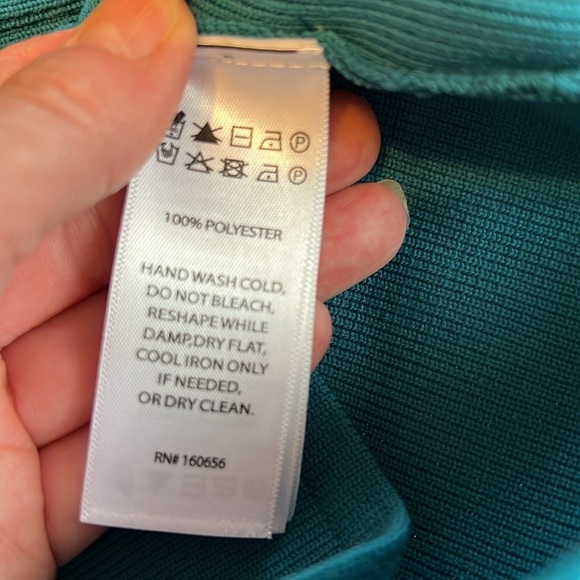 P
P
100% POLYESTER
HAND WASH COLD,
DO NOT BLEACH,
RESHAPE WHILE
DAMP,DRY FLAT,
COOL IRON ONLY
IF NEEDED,
OR DRY CLEAN.
RN# 160656